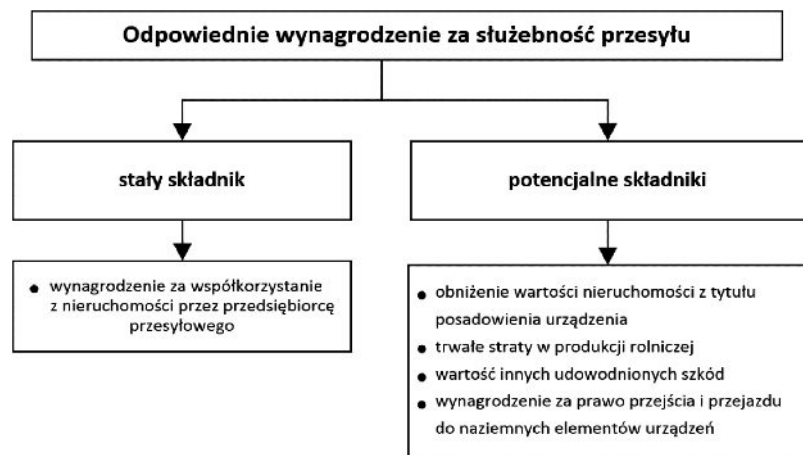 Odpowiednie wynagrodzenie za służebność przesyłu
stały składnik
potencjalne składniki
• wynagrodzenie za współkorzystanie
z nieruchomości przez przedsiębiorcę
przesyłowego
• obniżenie wartości nieruchomości z tytułu
posadowienia urządzenia
• trwałe straty w produkcji rolniczej
• wartość innych udowodnionych szkód
• wynagrodzenie za prawo przejścia i przejazdu
do naziemnych elementów urządzeń